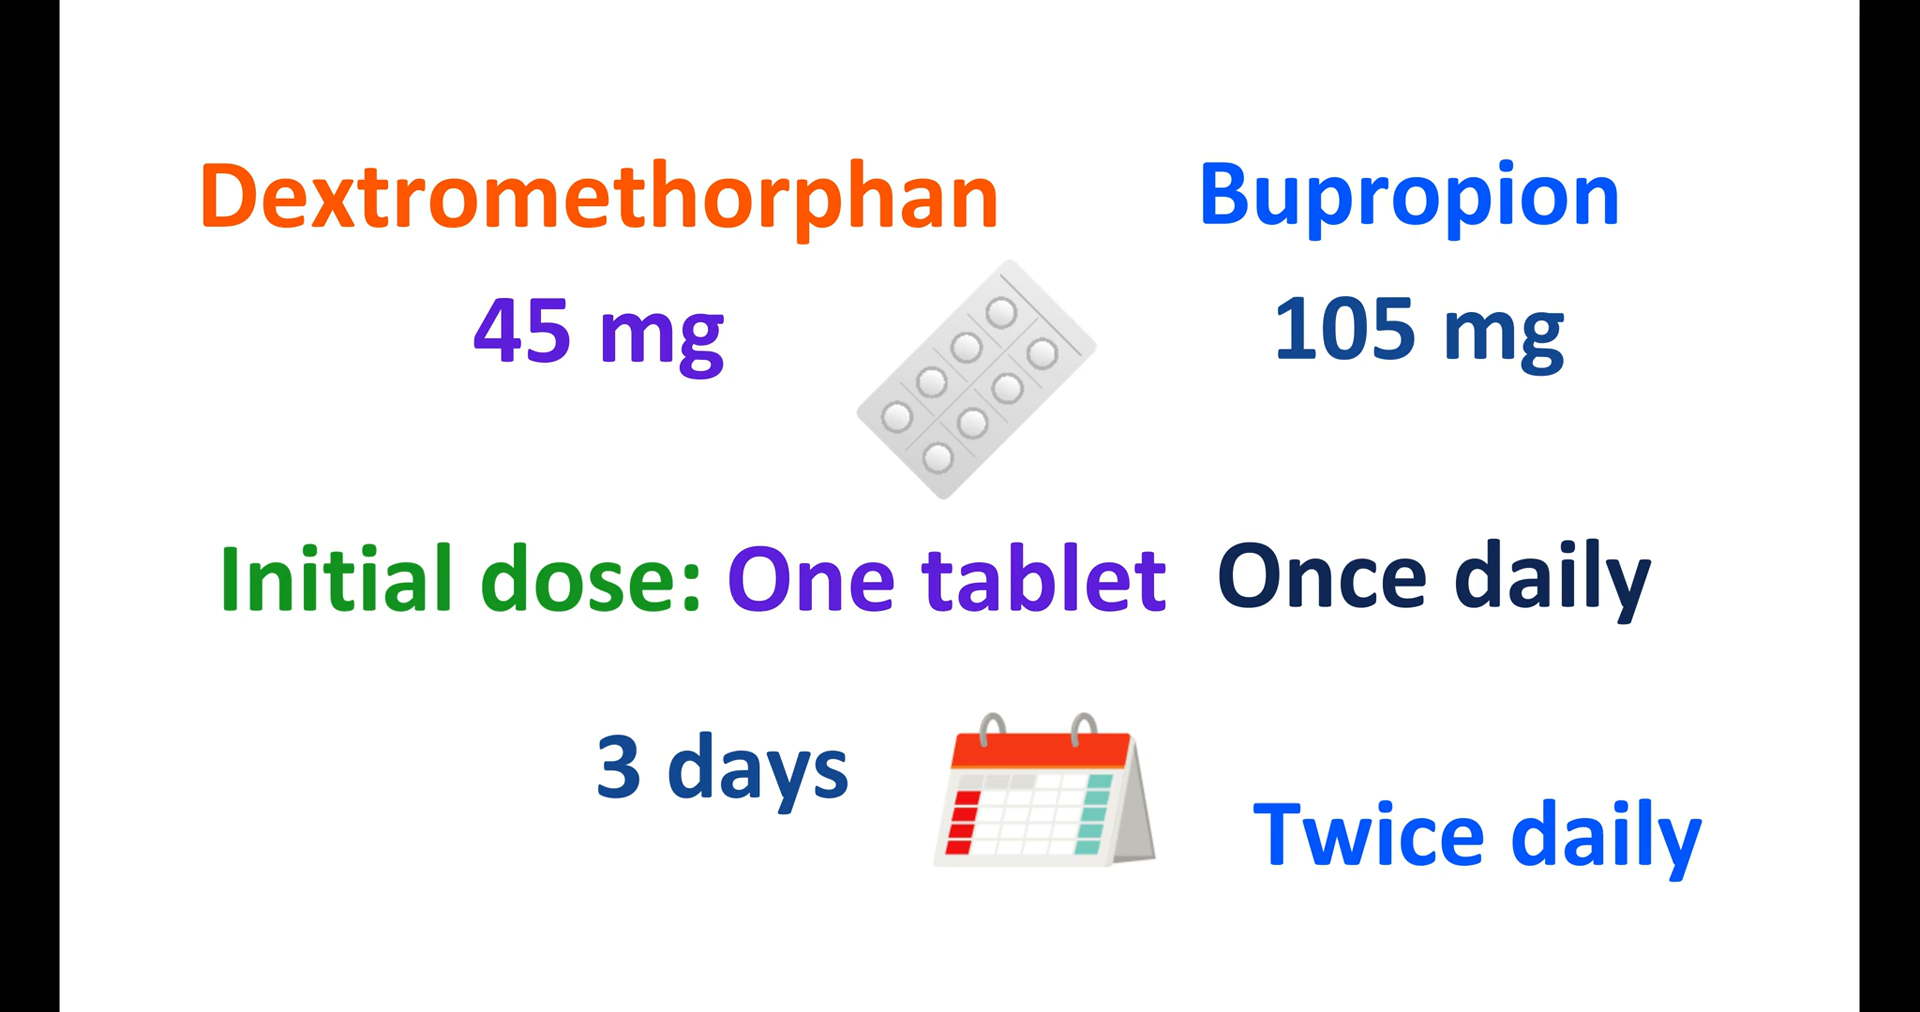 Dextromethorphan Bupropion
45 mg 105 mg
Initial dose: One tablet Once daily
3 days
Twice daily